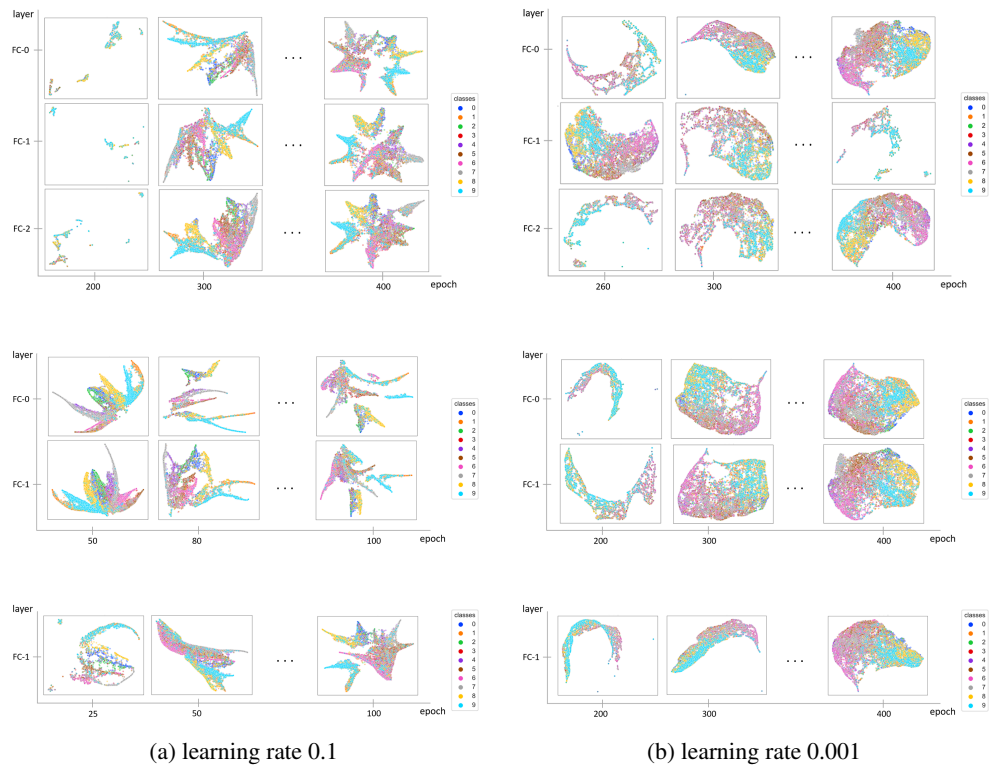 layer
FC-0
FC-1
FC-2
. . .
. . .
. . .
200
300
400
epoch
classes
0
1
2
3
4
5
6
7
8
9
layer
FC-0
FC-1
FC-2
. . .
. . .
. . .
260
300
400
epoch
classes
0
1
2
3
4
5
6
7
8
9
layer
FC-0
FC-1
. . .
. . .
50
80
100
epoch
classes
0
1
2
3
4
5
6
7
8
9
layer
FC-0
FC-1
. . .
. . .
200
300
400
epoch
classes
0
1
2
3
4
5
6
7
8
9
layer
FC-1
. . .
25
50
100
epoch
classes
0
1
2
3
4
5
6
7
8
9
layer
FC-1
. . .
200
300
400
epoch
classes
0
1
2
3
4
5
6
7
8
9
(a) learning rate 0.1
(b) learning rate 0.001